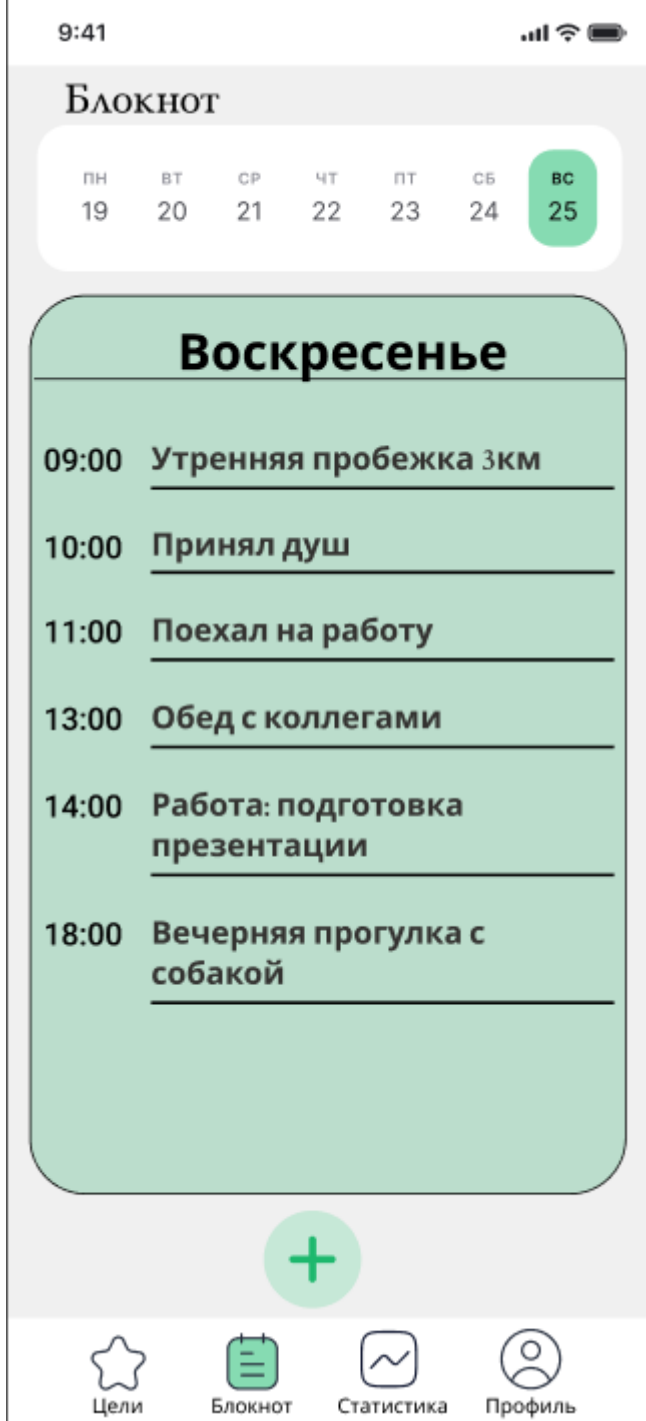 9:41
Блокнот
ПН ВТ СР ЧТ ПТ СБ ВС
19 20 21 22 23 24 25
Воскресенье
09:00 Утренняя пробежка 3км
10:00 Принял душ
11:00 Поехал на работу
13:00 Обед с коллегами
14:00 Работа: подготовка
презентации
18:00 Вечерняя прогулка с
собакой
Цели Блокнот Статистика Профиль